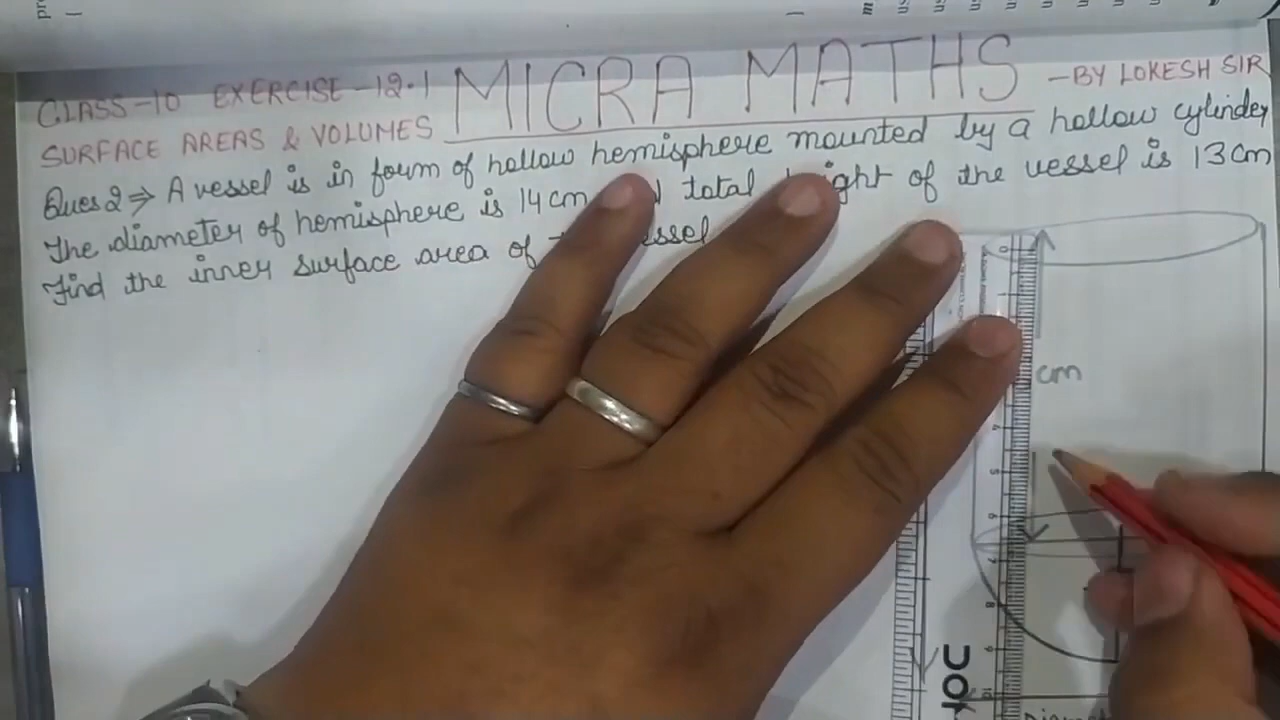 CLASS-10 EXERCISE-12.1 MICRA MATHS -BY LOKESH SIR
SURFACE AREAS & VOLUMES
Ques 2 ⇒ A vessel is in form of hollow hemisphere mounted by a hollow cylinder
The diameter of hemisphere is 14cm total of the vessel is 13cm
Find the inner surface area of
cm